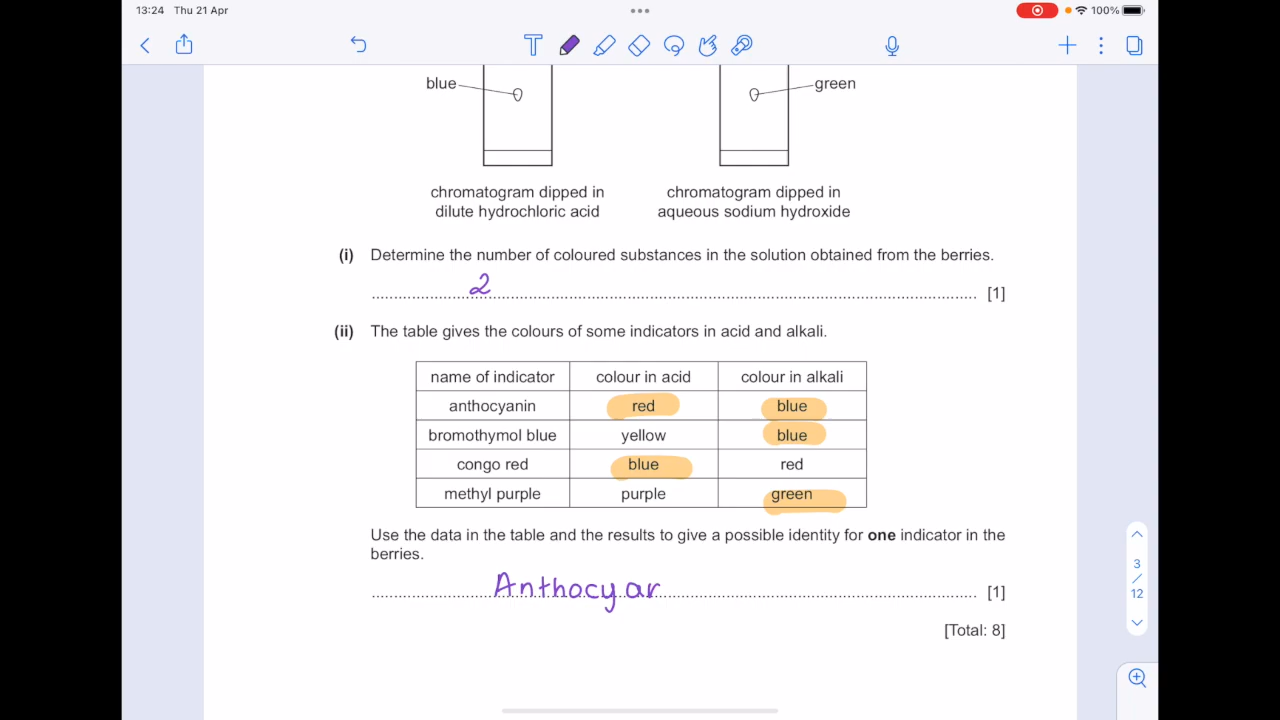 13:24 Thu 21 Apr
100%
blue
green
chromatogram dipped in
dilute hydrochloric acid
chromatogram dipped in
aqueous sodium hydroxide
(i) Determine the number of coloured substances in the solution obtained from the berries.
2
[1]
(ii) The table gives the colours of some indicators in acid and alkali.
name of indicator colour in acid colour in alkali
anthocyanin red blue
bromothymol blue yellow blue
congo red blue red
methyl purple purple green
Use the data in the table and the results to give a possible identity for one indicator in the
berries.
Anthocyar
[1]
[Total: 8]
3
/
12